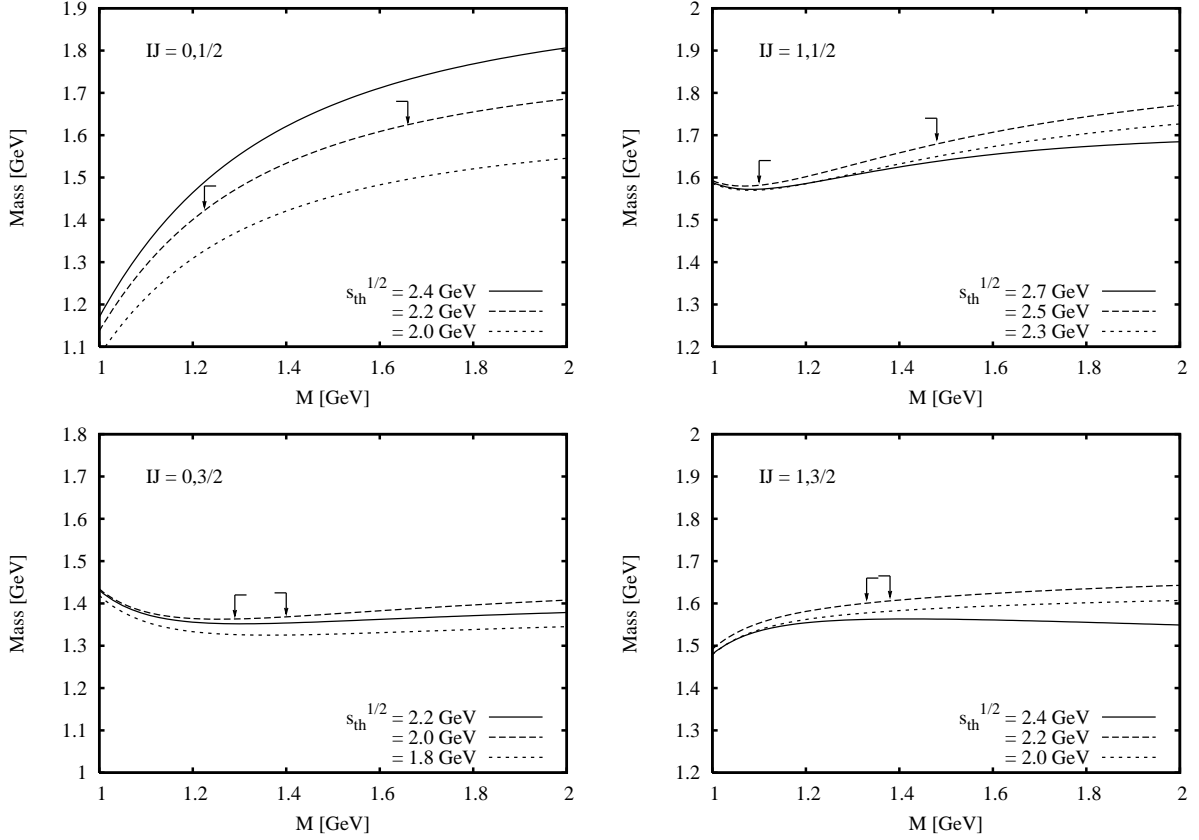 1.9
1.8
1.7
1.6
1.5
1.4
1.3
1.2
1.1
Mass [GeV]
IJ = 0,1/2
s_th^1/2 = 2.4 GeV
= 2.2 GeV
= 2.0 GeV
1 1.2 1.4 1.6 1.8 2
M [GeV]
2
1.9
1.8
1.7
1.6
1.5
1.4
1.3
1.2
Mass [GeV]
IJ = 1,1/2
s_th^1/2 = 2.7 GeV
= 2.5 GeV
= 2.3 GeV
1 1.2 1.4 1.6 1.8 2
M [GeV]
1.8
1.7
1.6
1.5
1.4
1.3
1.2
1.1
1
Mass [GeV]
IJ = 0,3/2
s_th^1/2 = 2.2 GeV
= 2.0 GeV
= 1.8 GeV
1 1.2 1.4 1.6 1.8 2
M [GeV]
2
1.9
1.8
1.7
1.6
1.5
1.4
1.3
1.2
Mass [GeV]
IJ = 1,3/2
s_th^1/2 = 2.4 GeV
= 2.2 GeV
= 2.0 GeV
1 1.2 1.4 1.6 1.8 2
M [GeV]